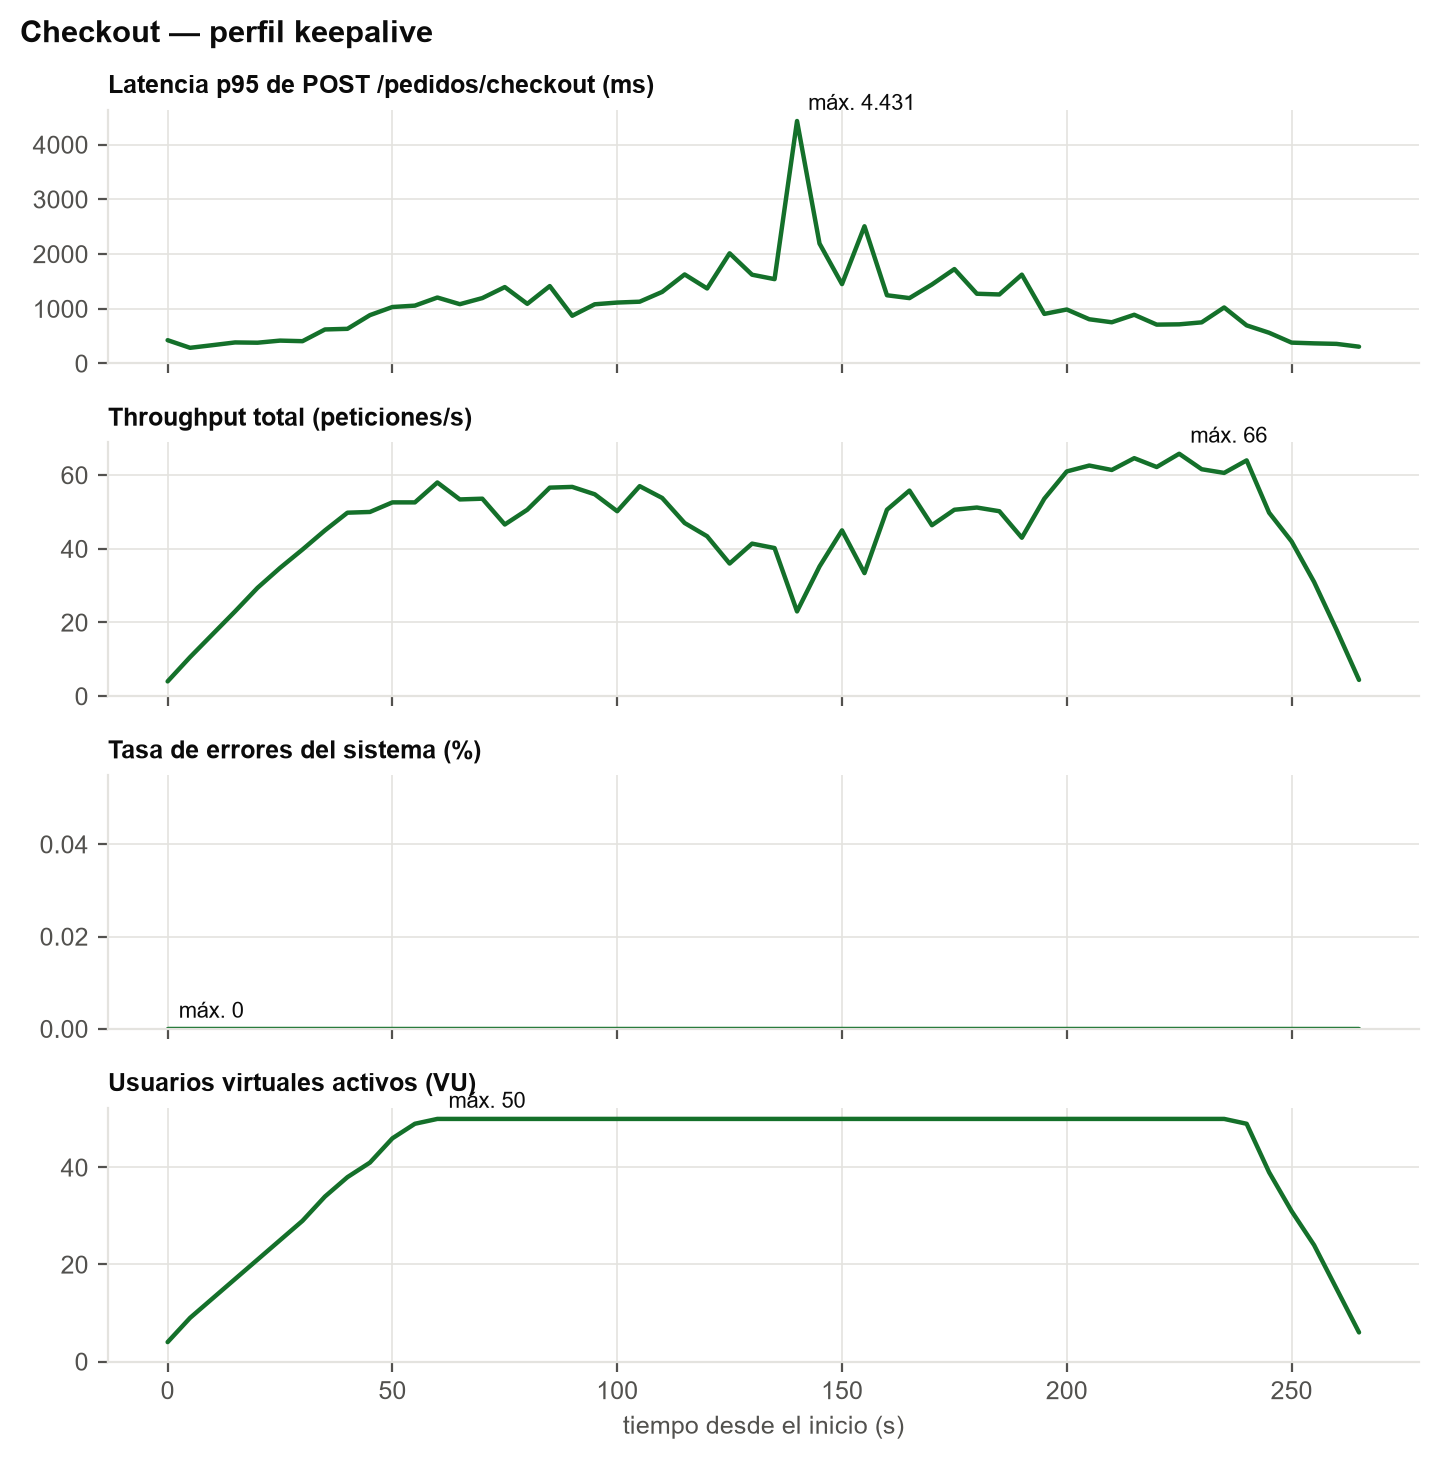 Checkout — perfil keepalive
Latencia p95 de POST /pedidos/checkout (ms)
máx. 4.431
4000
3000
2000
1000
0
Throughput total (peticiones/s)
máx. 66
60
40
20
0
Tasa de errores del sistema (%)
0.04
0.02
máx. 0
0.00
Usuarios virtuales activos (VU)
máx. 50
40
20
0
0 50 100 150 200 250
tiempo desde el inicio (s)